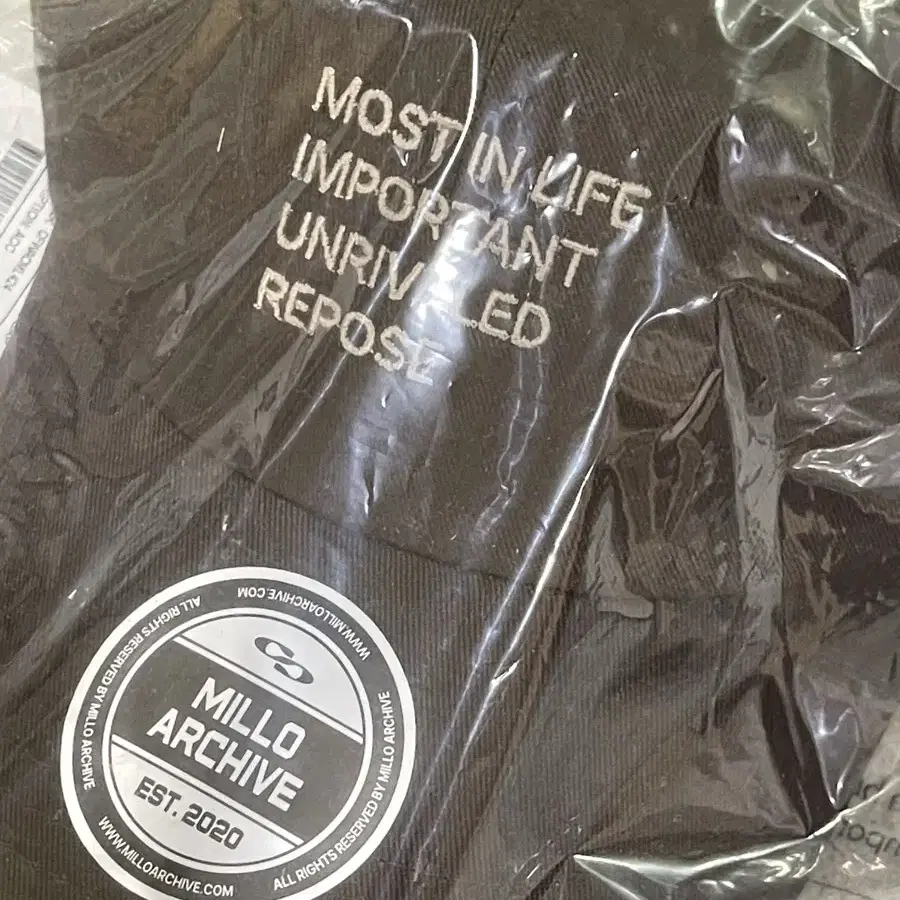 MOST IN LIFE
IMPORTANT
UNRIVALED
REPOSE
WWW.MILLOARCHIVE.COM
ALL RIGHTS RESERVED BY MILLO ARCHIVE
MILLO
ARCHIVE
EST. 2020
WWW.MILLOARCHIVE.COM
ALL RIGHTS RESERVED BY MILLO ARCHIVE